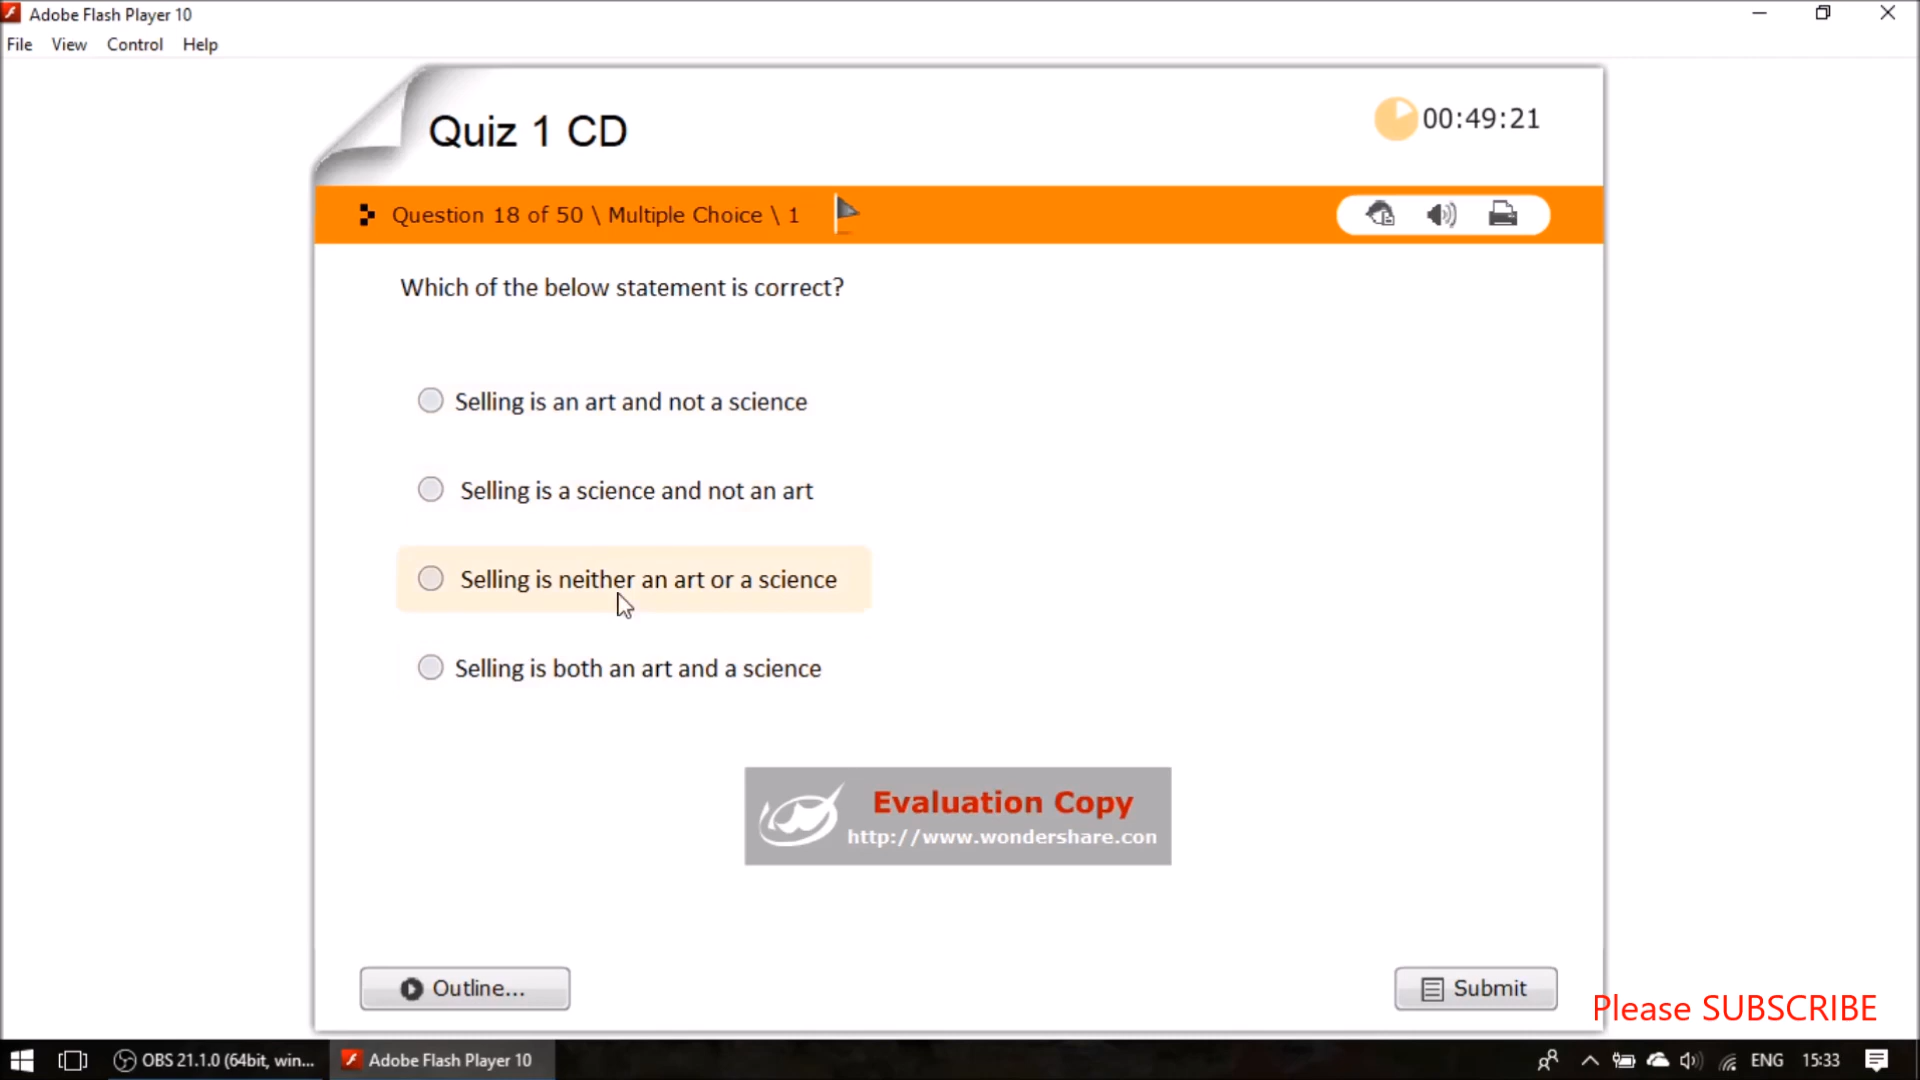 Adobe Flash Player 10
File View Control Help
Quiz 1 CD
00:49:21
Question 18 of 50 \ Multiple Choice \ 1
Which of the below statement is correct?
Selling is an art and not a science
Selling is a science and not an art
Selling is neither an art or a science
Selling is both an art and a science
Evaluation Copy
http://www.wondershare.con
Outline...
Submit
Please SUBSCRIBE
OBS 21.1.0 (64bit, win...
Adobe Flash Player 10
ENG
15:33